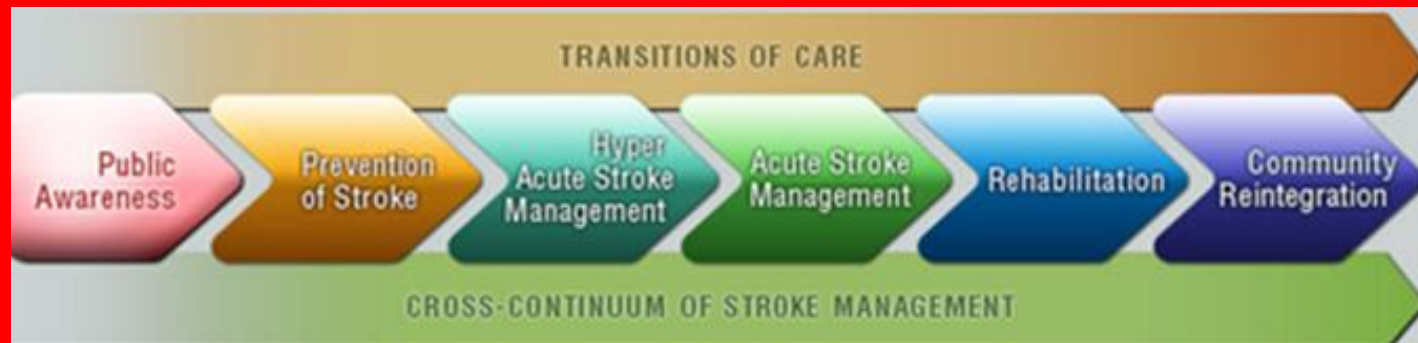 TRANSITIONS OF CARE
Public
Awareness
Prevention
of Stroke
Hyper
Acute Stroke
Management
Acute Stroke
Management
Rehabilitation
Community
Reintegration
CROSS-CONTINUUM OF STROKE MANAGEMENT